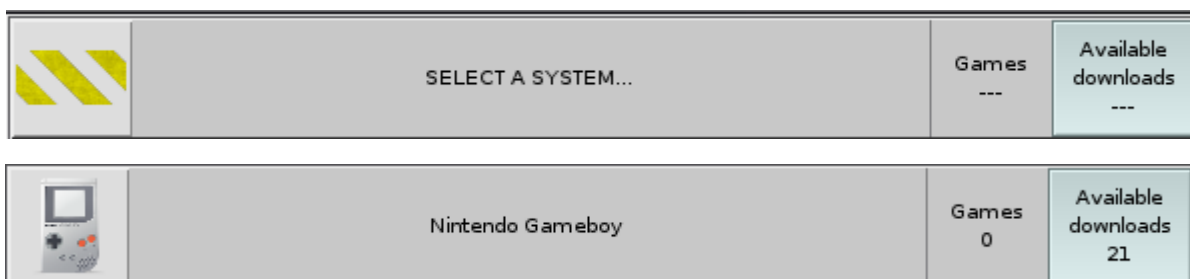 SELECT A SYSTEM...
Games
---
Available
downloads
---
Nintendo Gameboy
Games
0
Available
downloads
21